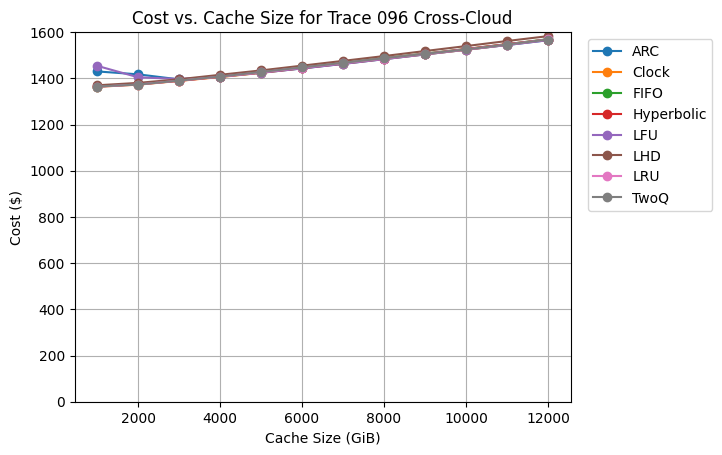 Cost vs. Cache Size for Trace 096 Cross-Cloud
1600
1400
1200
1000
800
600
400
200
0
Cost ($)
2000 4000 6000 8000 10000 12000
Cache Size (GiB)
ARC
Clock
FIFO
Hyperbolic
LFU
LHD
LRU
TwoQ